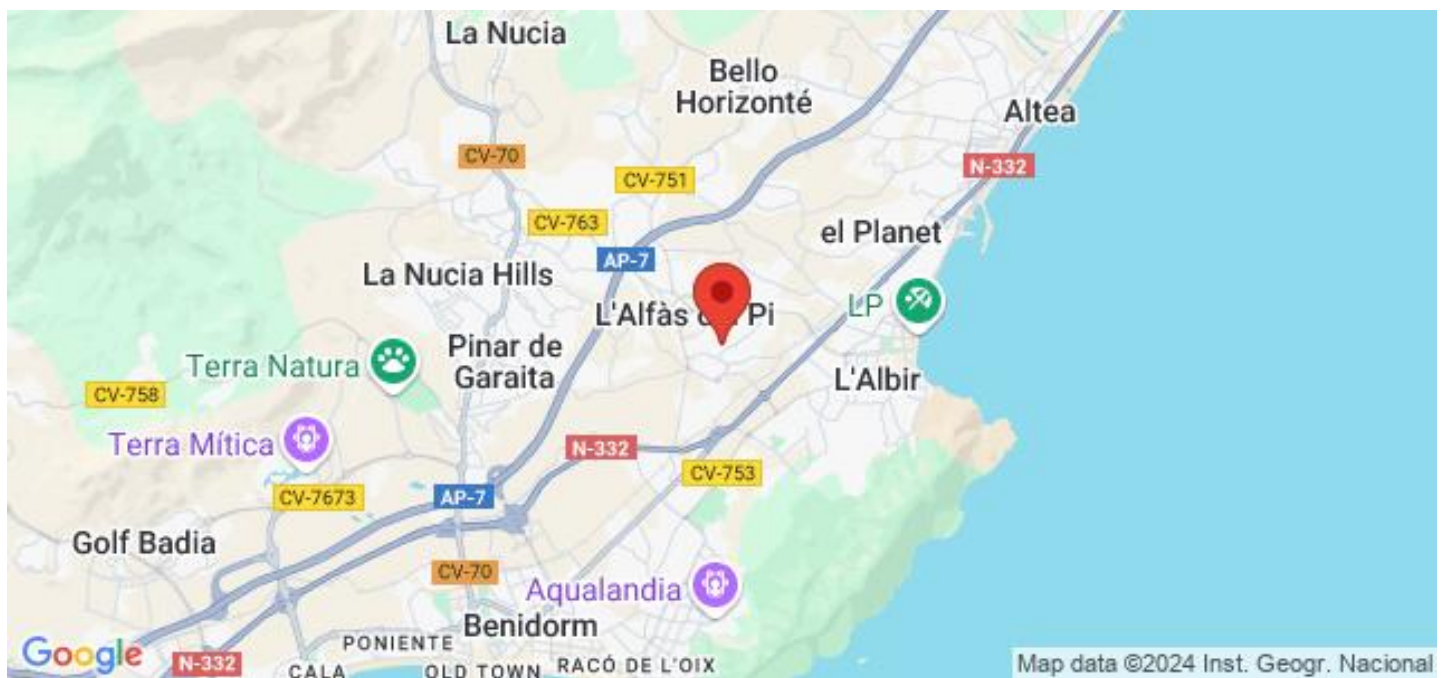 La Nucia
Bello
Horizonté
Altea
CV-70
N-332
CV-751
CV-763
el Planet
AP-7
La Nucia Hills
LP
L'Alfàs d Pi
Pinar de
Garaita
Terra Natura
L'Albir
CV-758
Terra Mítica
N-332
CV-753
CV-7673
AP-7
Golf Badia
CV-70
Aqualandia
Benidorm
PONIENTE
Google
N-332
CALA
OLD TOWN
RACÓ DE L'OIX
Map data ©2024 Inst. Geogr. Nacional